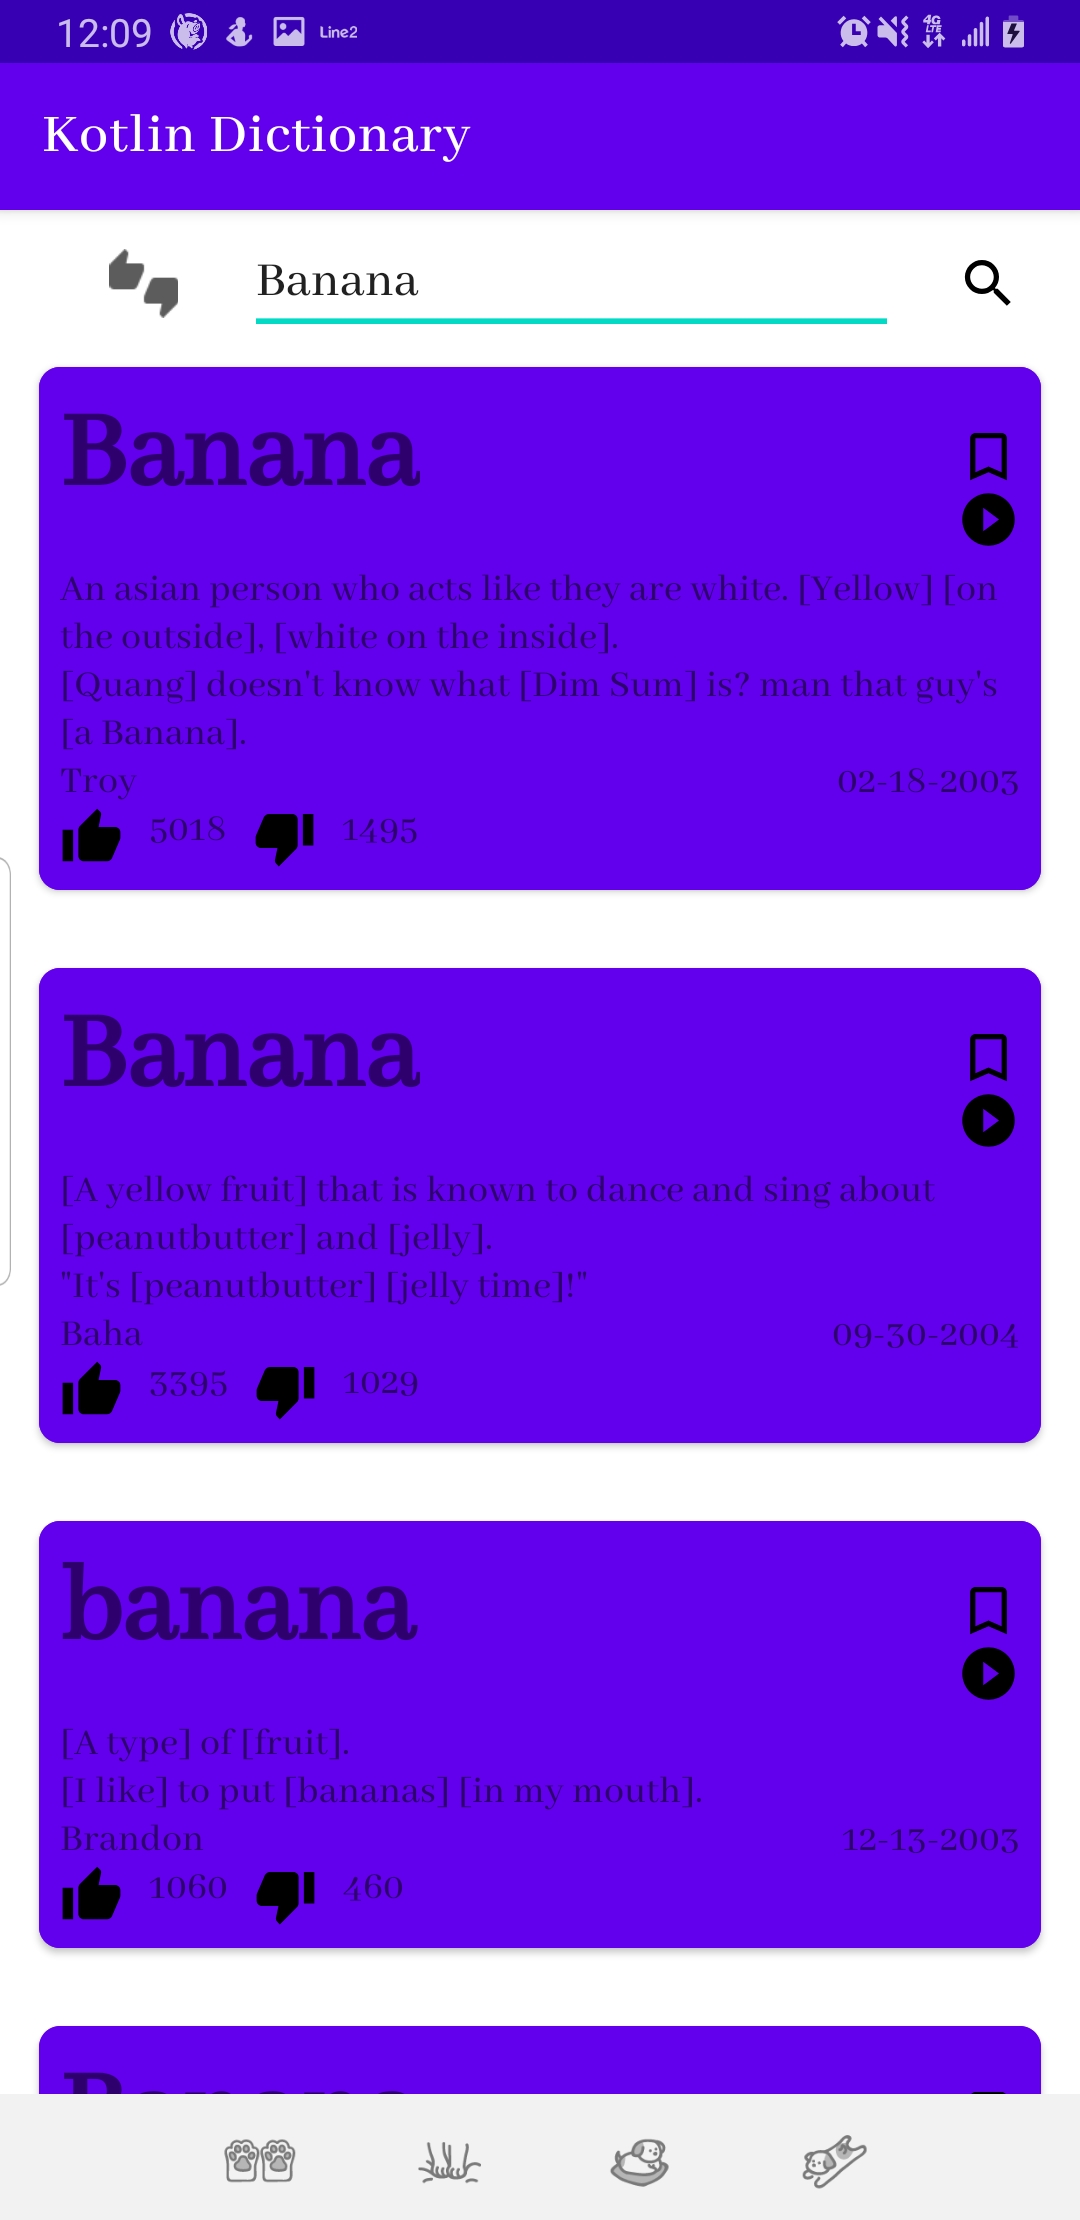 12:09 Line2 4G LTE
Kotlin Dictionary
Banana
Banana
An asian person who acts like they are white. [Yellow] [on
the outside], [white on the inside].
[Quang] doesn't know what [Dim Sum] is? man that guy's
[a Banana].
Troy 02-18-2003
5018 1495
Banana
[A yellow fruit] that is known to dance and sing about
[peanutbutter] and [jelly].
"It's [peanutbutter] [jelly time]!"
Baha 09-30-2004
3395 1029
banana
[A type] of [fruit].
[I like] to put [bananas] [in my mouth].
Brandon 12-13-2003
1060 460